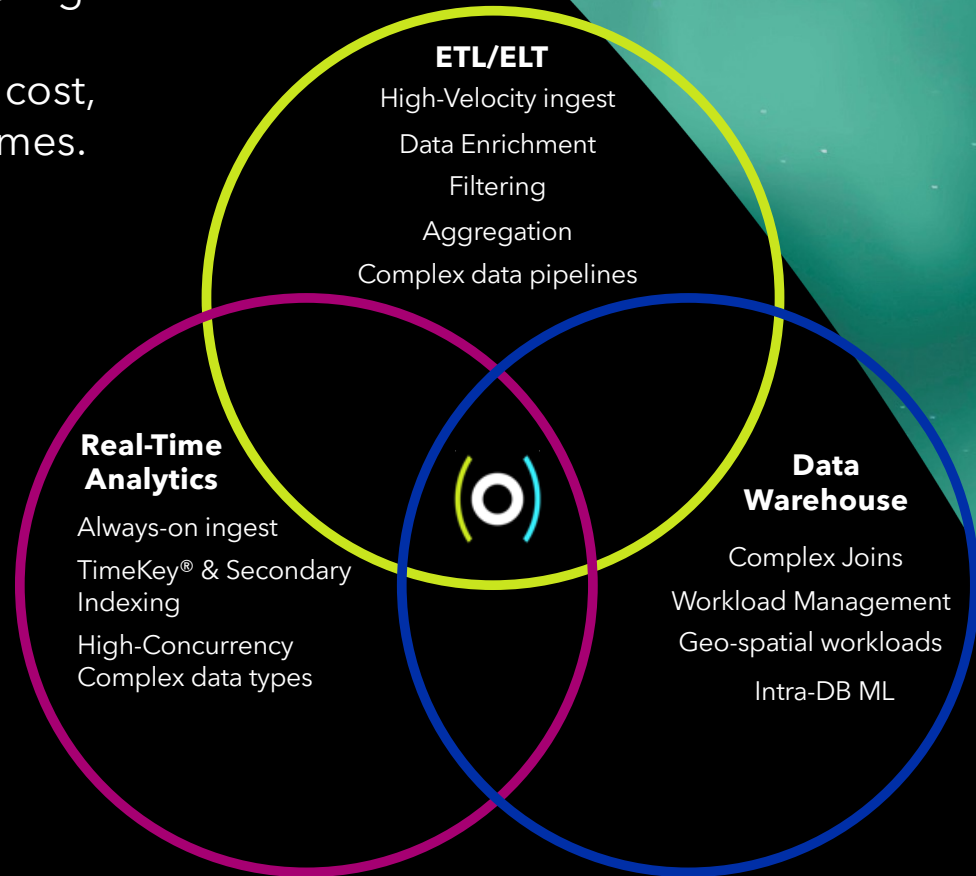 cost,
ETL/ELT
High-Velocity ingest
Data Enrichment
Filtering
Aggregation
Complex data pipelines
Real-Time
Analytics
Always-on ingest
TimeKey® & Secondary
Indexing
High-Concurrency
Complex data types
Data
Warehouse
Complex Joins
Workload Management
Geo-spatial workloads
Intra-DB ML